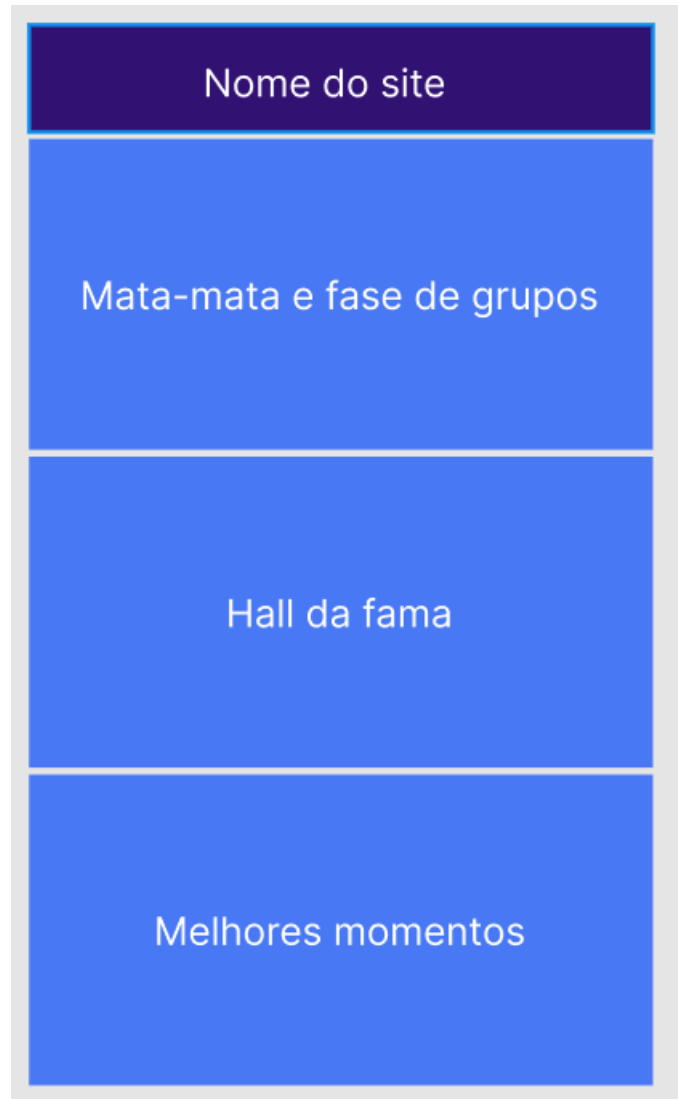 Nome do site
Mata-mata e fase de grupos
Hall da fama
Melhores momentos